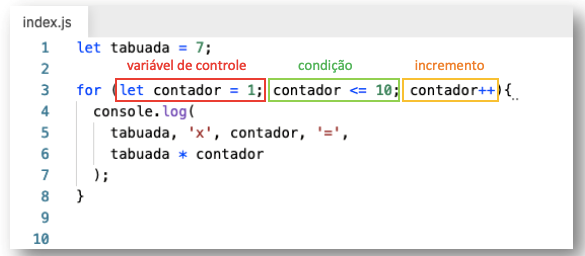 index.js
1 let tabuada = 7;
2 variável de controle condição incremento
3 for (let contador = 1; contador <= 10; contador++){
4 console.log(
5 tabuada, 'x', contador, '=',
6 tabuada * contador
7 );
8 }
9
10